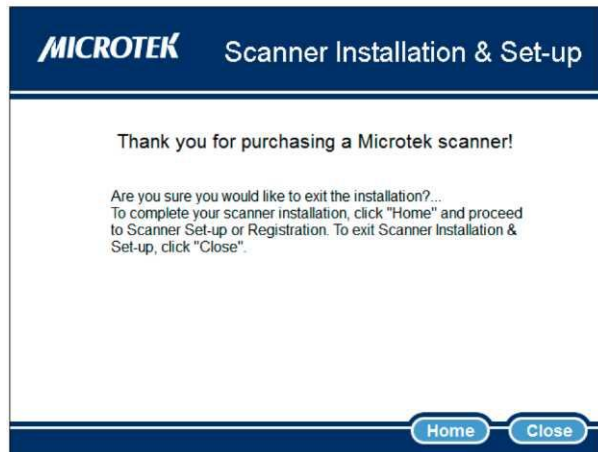 MICROTEK
Scanner Installation & Set-up
Thank you for purchasing a Microtek scanner!
Are you sure you would like to exit the installation?...
To complete your scanner installation, click "Home" and proceed
to Scanner Set-up or Registration. To exit Scanner Installation &
Set-up, click "Close".
Home
Close